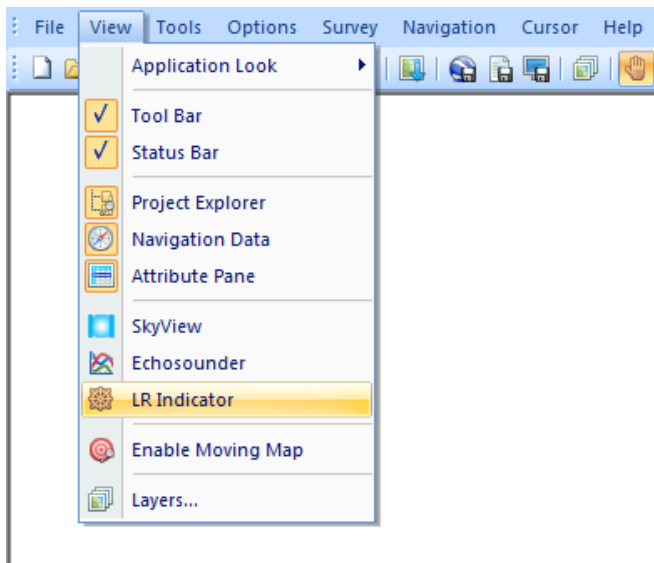 File View Tools Options Survey Navigation Cursor Help
Application Look
Tool Bar
Status Bar
Project Explorer
Navigation Data
Attribute Pane
SkyView
Echosounder
LR Indicator
Enable Moving Map
Layers...